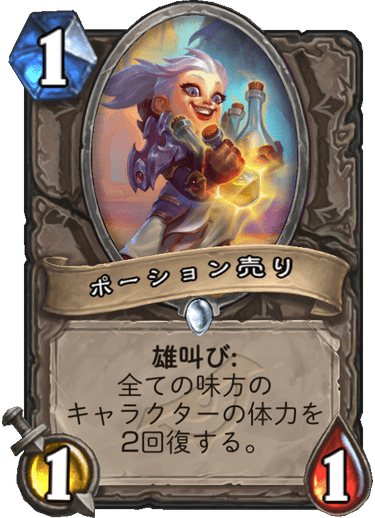 1
ポーション売り
雄叫び:
全ての味方の
キャラクターの体力を
2回復する。
1
1